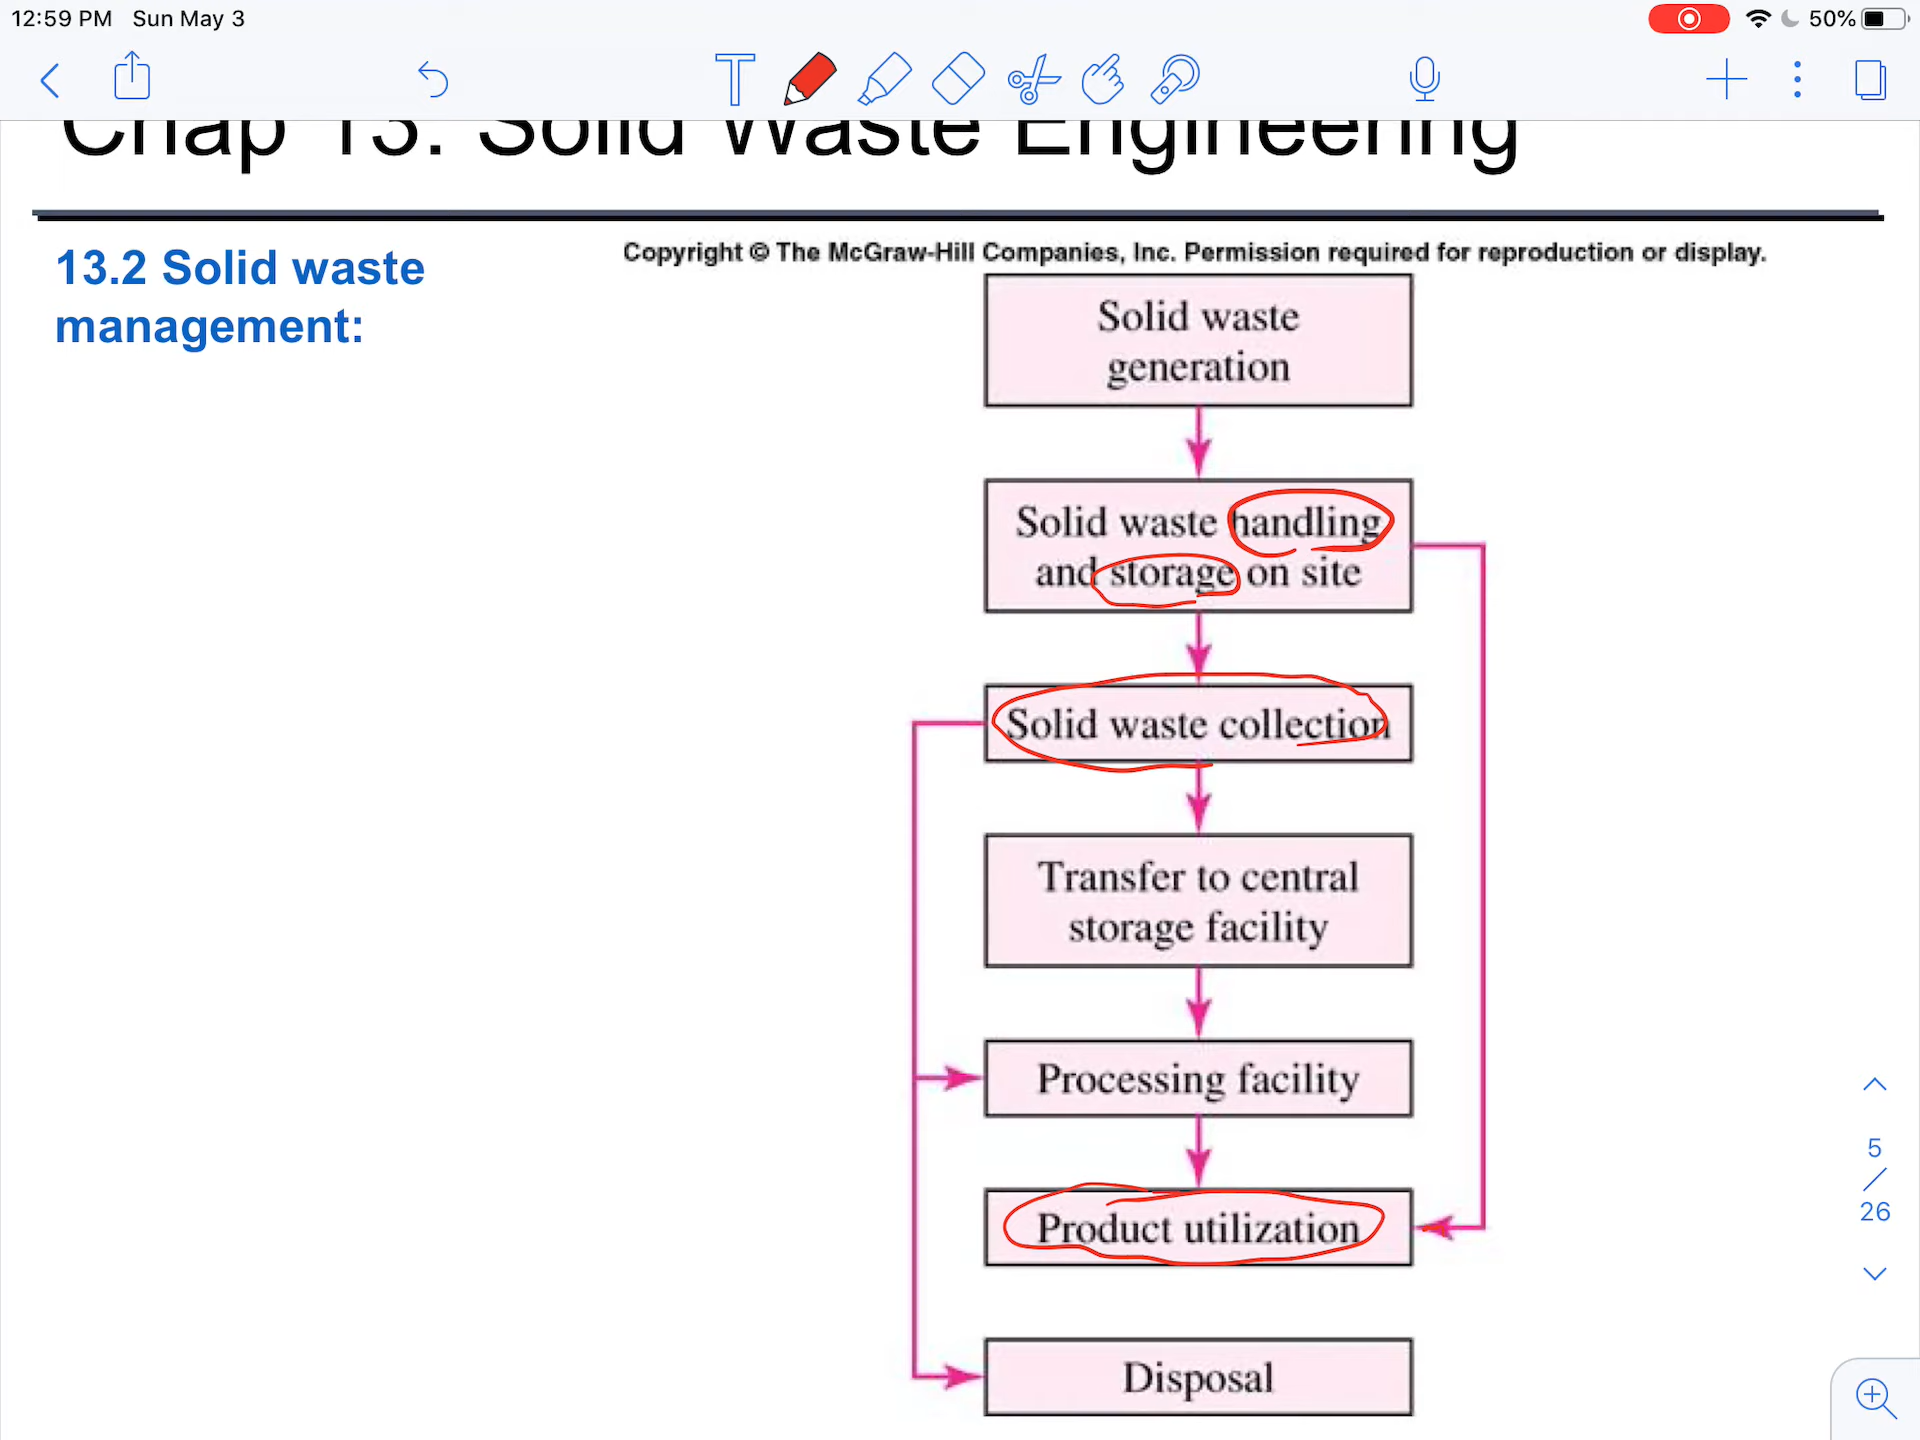 12:59 PM Sun May 3
50%
Chap 13. Solid Waste Engineering
13.2 Solid waste
management:
Copyright © The McGraw-Hill Companies, Inc. Permission required for reproduction or display.
Solid waste
generation
Solid waste handling
and storage on site
Solid waste collection
Transfer to central
storage facility
Processing facility
Product utilization
Disposal
5
/
26